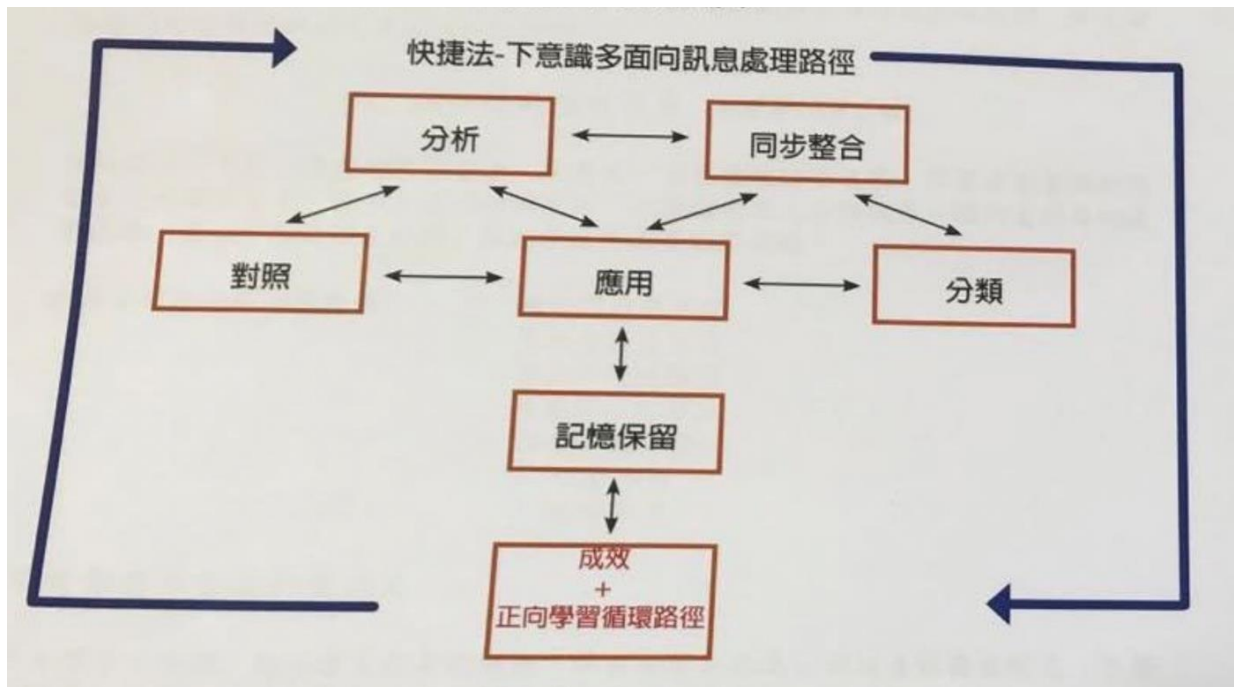 快捷法-下意識多面向訊息處理路徑
分析
同步整合
對照
應用
分類
記憶保留
成效
+
正向學習循環路徑